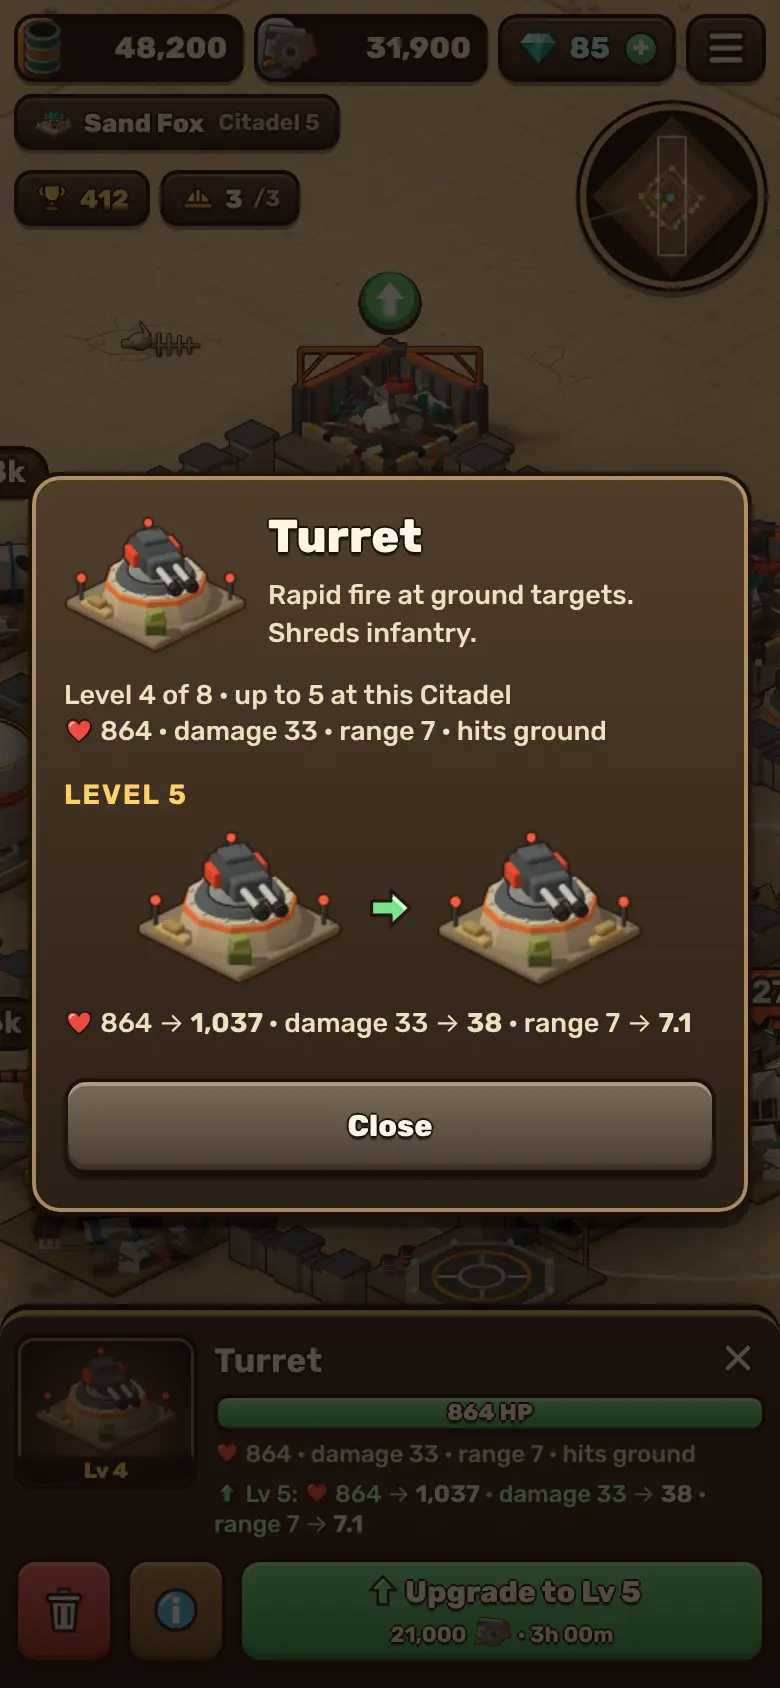 48,200
31,900
85
Sand Fox Citadel 5
412
3 /3
Turret
Rapid fire at ground targets.
Shreds infantry.
Level 4 of 8 • up to 5 at this Citadel
❤️ 864 • damage 33 • range 7 • hits ground
LEVEL 5
❤️ 864 → 1,037 • damage 33 → 38 • range 7 → 7.1
Close
Turret
864 HP
❤️ 864 • damage 33 • range 7 • hits ground
Lv 4
Lv 5: ❤️ 864 → 1,037 • damage 33 → 38 •
range 7 → 7.1
Upgrade to Lv 5
21,000 • 3h 00m